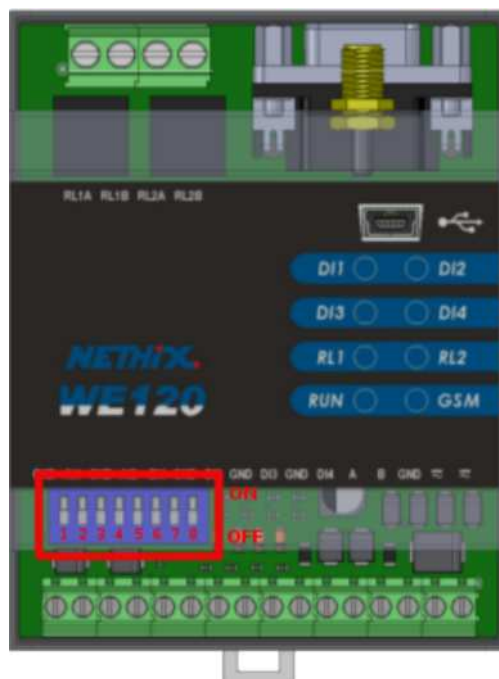 RL1A RL1B RL2A RL2B
DI1 DI2
DI3 DI4
NETHIX. RL1 RL2
WE120 RUN GSM
GND DI3 GND DI4 A B GND
ON
1 2 3 4 5 6 7 8 OFF